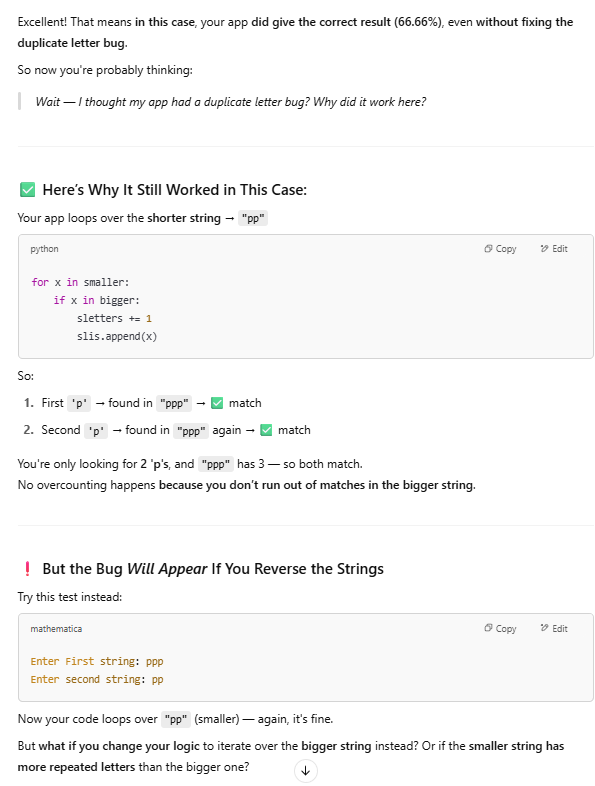 Excellent! That means in this case, your app did give the correct result (66.66%), even without fixing the
duplicate letter bug.
So now you're probably thinking:
Wait — I thought my app had a duplicate letter bug? Why did it work here?
✅ Here's Why It Still Worked in This Case:
Your app loops over the shorter string → "pp"
python
Copy
Edit
for x in smaller:
    if x in bigger:
        sletters += 1
        slis.append(x)
So:
1. First 'p' → found in "ppp" → ✅ match
2. Second 'p' → found in "ppp" again → ✅ match
You're only looking for 2 'p's, and "ppp" has 3 — so both match.
No overcounting happens because you don't run out of matches in the bigger string.
❗ But the Bug Will Appear If You Reverse the Strings
Try this test instead:
mathematica
Copy
Edit
Enter First string: ppp
Enter second string: pp
Now your code loops over "pp" (smaller) — again, it's fine.
But what if you change your logic to iterate over the bigger string instead? Or if the smaller string has
more repeated letters than the bigger one?